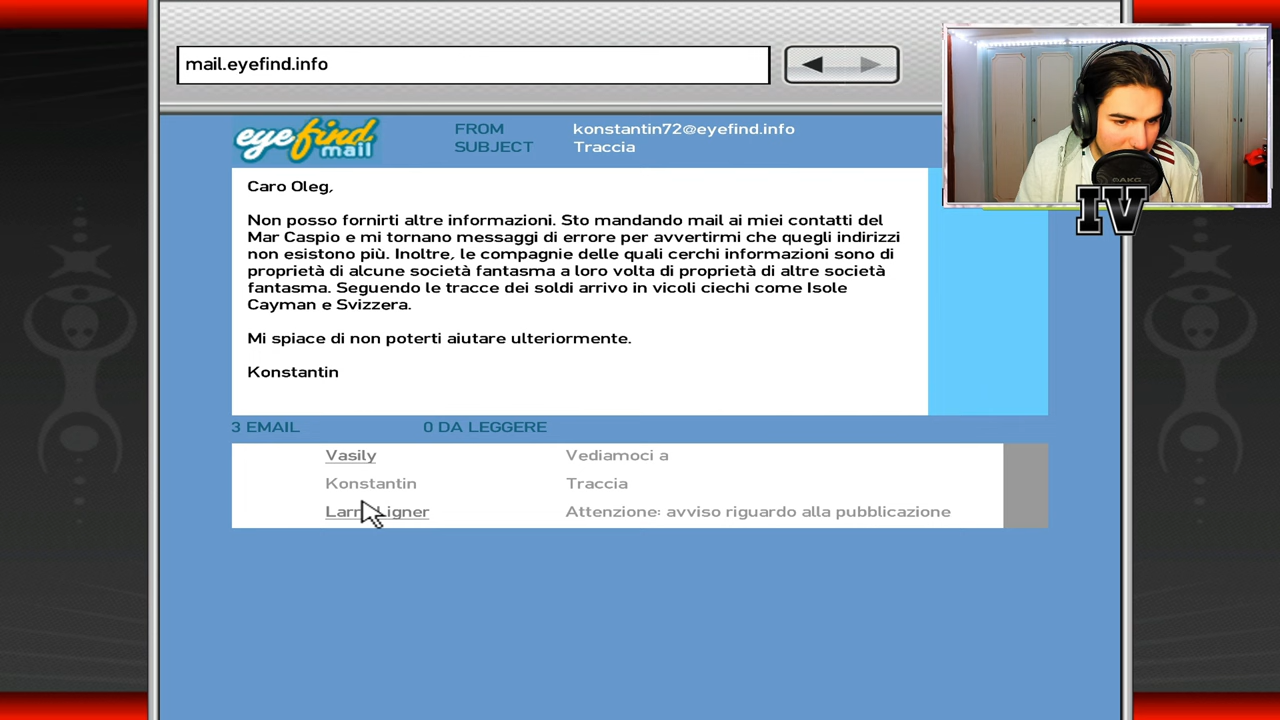 mail.eyefind.info
eyefind mail
FROM konstantin72@eyefind.info
SUBJECT Traccia
Caro Oleg,
Non posso fornirti altre informazioni. Sto mandando mail ai miei contatti del
Mar Caspio e mi tornano messaggi di errore per avvertirmi che quegli indirizzi
non esistono più. Inoltre, le compagnie delle quali cerchi informazioni sono di
proprietà di alcune società fantasma a loro volta di proprietà di altre società
fantasma. Seguendo le tracce dei soldi arrivo in vicoli ciechi come Isole
Cayman e Svizzera.
Mi spiace di non poterti aiutare ulteriormente.
Konstantin
3 EMAIL 0 DA LEGGERE
Vasily Vediamoci a
Konstantin Traccia
Ligner Attenzione: avviso riguardo alla pubblicazione
AKG
IV